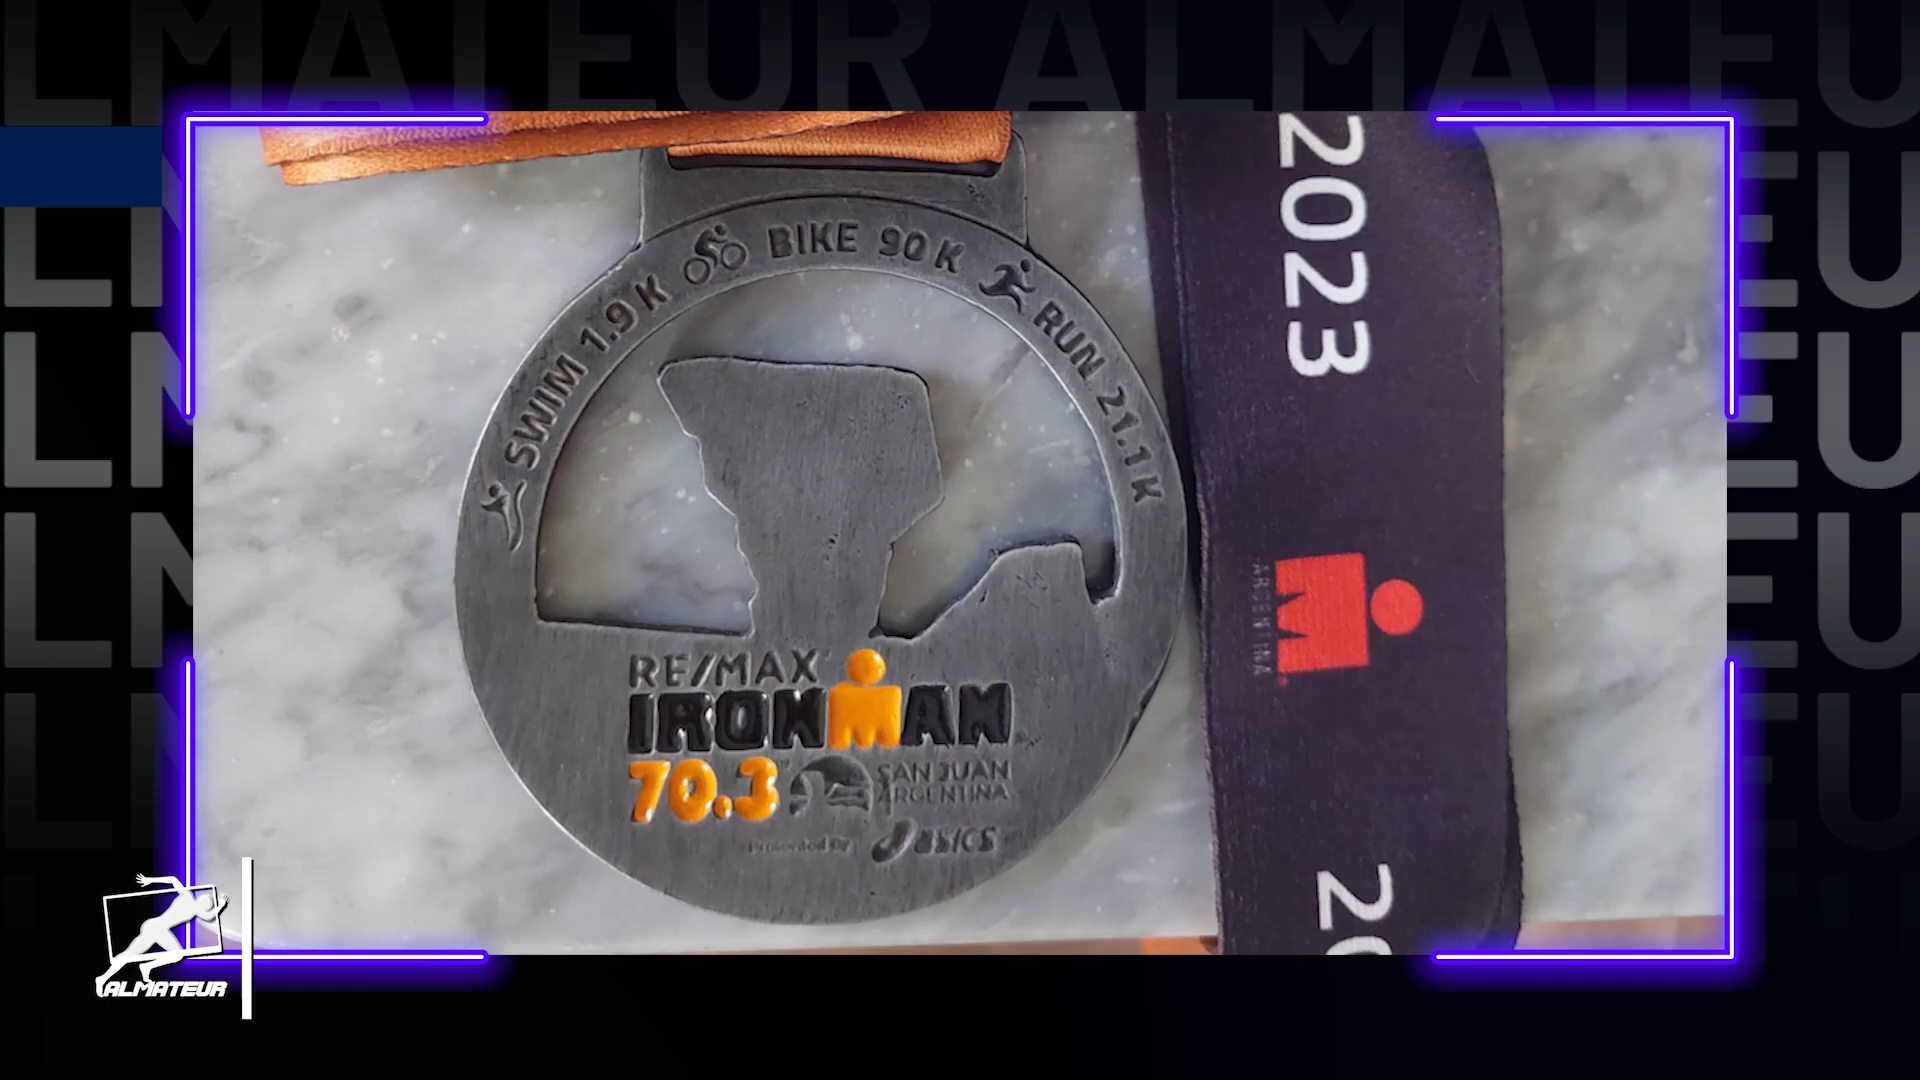 ALMATEUR ALMATEUR
SWIM 1.9 K BIKE 90 K RUN 21.1 K
RE/MAX
IRONMAN
70.3 SAN JUAN
ARGENTINA
Presented by ASICS
2023
ARGENTINA
20
ALMATEUR